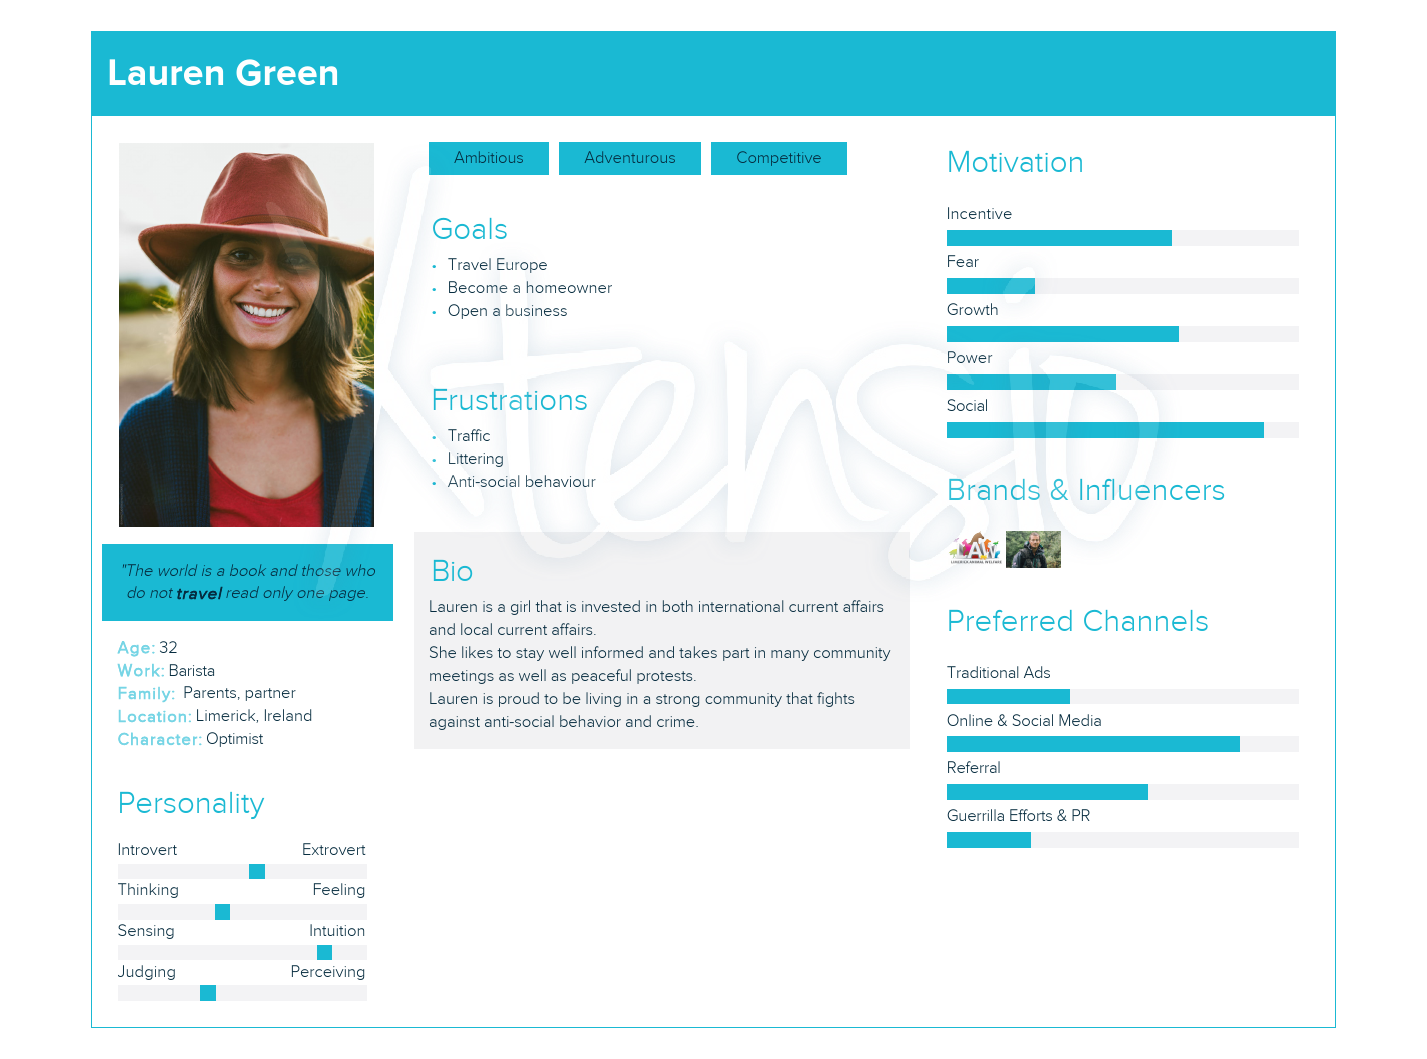 Lauren Green
"The world is a book and those who
do not travel read only one page.
Age: 32
Work: Barista
Family: Parents, partner
Location: Limerick, Ireland
Character: Optimist
Personality
Introvert Extrovert
Thinking Feeling
Sensing Intuition
Judging Perceiving
Ambitious Adventurous Competitive
Goals
Travel Europe
Become a homeowner
Open a business
Frustrations
Traffic
Littering
Anti-social behaviour
Bio
Lauren is a girl that is invested in both international current affairs
and local current affairs.
She likes to stay well informed and takes part in many community
meetings as well as peaceful protests.
Lauren is proud to be living in a strong community that fights
against anti-social behavior and crime.
Motivation
Incentive
Fear
Growth
Power
Social
Brands & Influencers
LIMERICK ANIMAL WELFARE
Preferred Channels
Traditional Ads
Online & Social Media
Referral
Guerrilla Efforts & PR
Xtensio